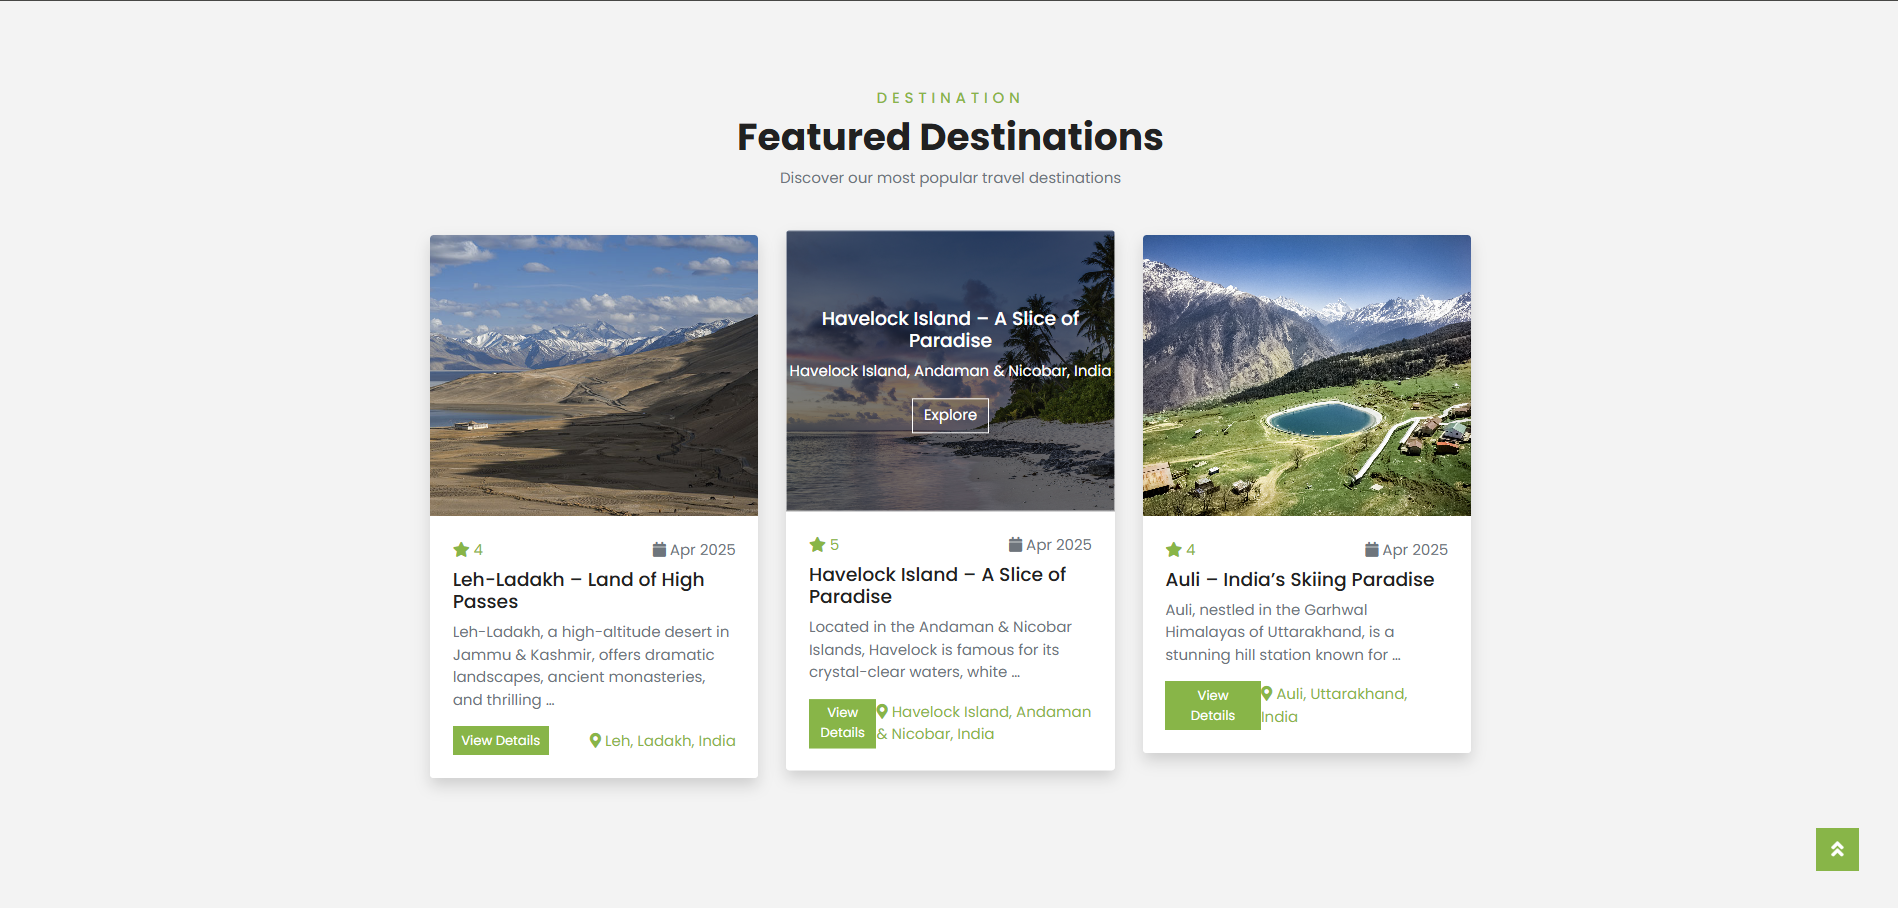 DESTINATION
Featured Destinations
Discover our most popular travel destinations
Havelock Island – A Slice of
Paradise
Havelock Island, Andaman & Nicobar, India
Explore
4
Apr 2025
Leh-Ladakh – Land of High
Passes
Leh-Ladakh, a high-altitude desert in
Jammu & Kashmir, offers dramatic
landscapes, ancient monasteries,
and thrilling ...
View Details
Leh, Ladakh, India
5
Apr 2025
Havelock Island – A Slice of
Paradise
Located in the Andaman & Nicobar
Islands, Havelock is famous for its
crystal-clear waters, white ...
View
Details
Havelock Island, Andaman
& Nicobar, India
4
Apr 2025
Auli – India’s Skiing Paradise
Auli, nestled in the Garhwal
Himalayas of Uttarakhand, is a
stunning hill station known for ...
View
Details
Auli, Uttarakhand,
India